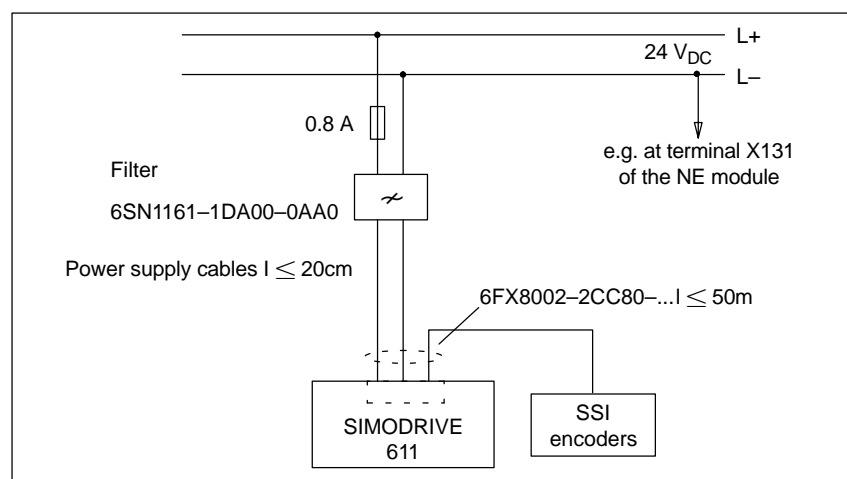 L+
24 VDC
L–
0.8 A
e.g. at terminal X131
of the NE module
Filter
6SN1161–1DA00–0AA0
Power supply cables l ≤ 20cm
6FX8002–2CC80–...l ≤ 50m
SIMODRIVE
611
SSI
encoders